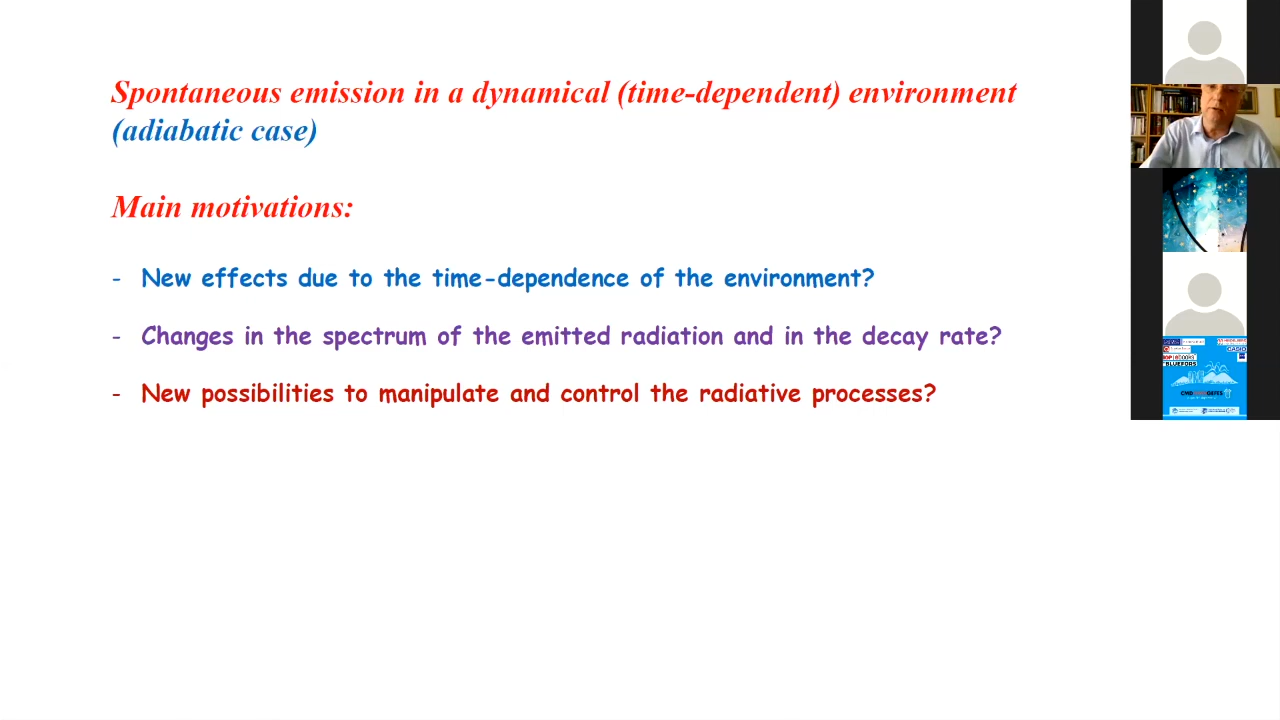 Spontaneous emission in a dynamical (time-dependent) environment
(adiabatic case)
Main motivations:
- New effects due to the time-dependence of the environment?
- Changes in the spectrum of the emitted radiation and in the decay rate?
- New possibilities to manipulate and control the radiative processes?